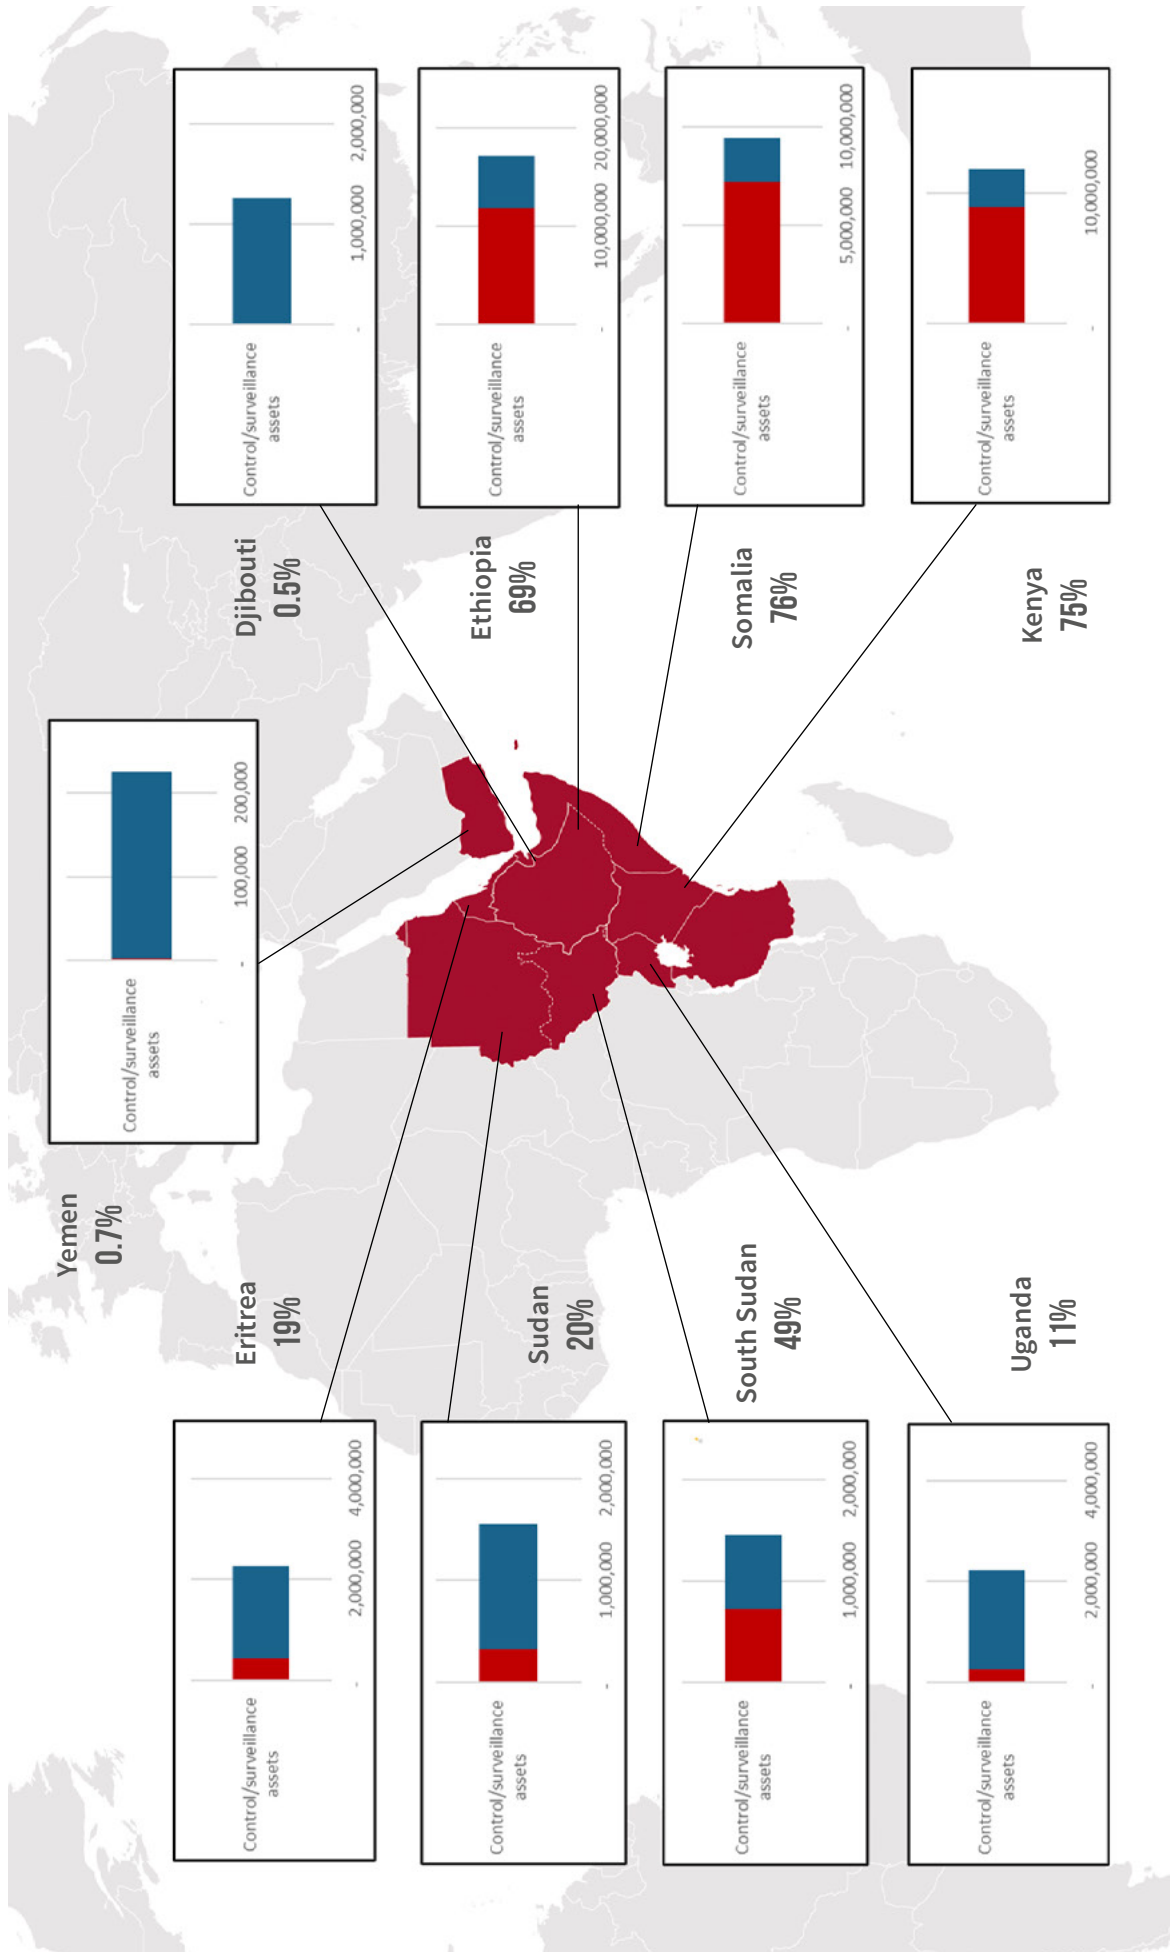 Yemen
0.7%
Control/surveillance
assets
-
100,000
200,000
Eritrea
19%
Control/surveillance
assets
-
2,000,000
4,000,000
Djibouti
0.5%
Control/surveillance
assets
-
1,000,000
2,000,000
Sudan
20%
Control/surveillance
assets
-
1,000,000
2,000,000
Ethiopia
69%
Control/surveillance
assets
-
10,000,000
20,000,000
South Sudan
49%
Control/surveillance
assets
-
1,000,000
2,000,000
Somalia
76%
Control/surveillance
assets
-
5,000,000
10,000,000
Uganda
11%
Control/surveillance
assets
-
2,000,000
4,000,000
Kenya
75%
Control/surveillance
assets
-
10,000,000